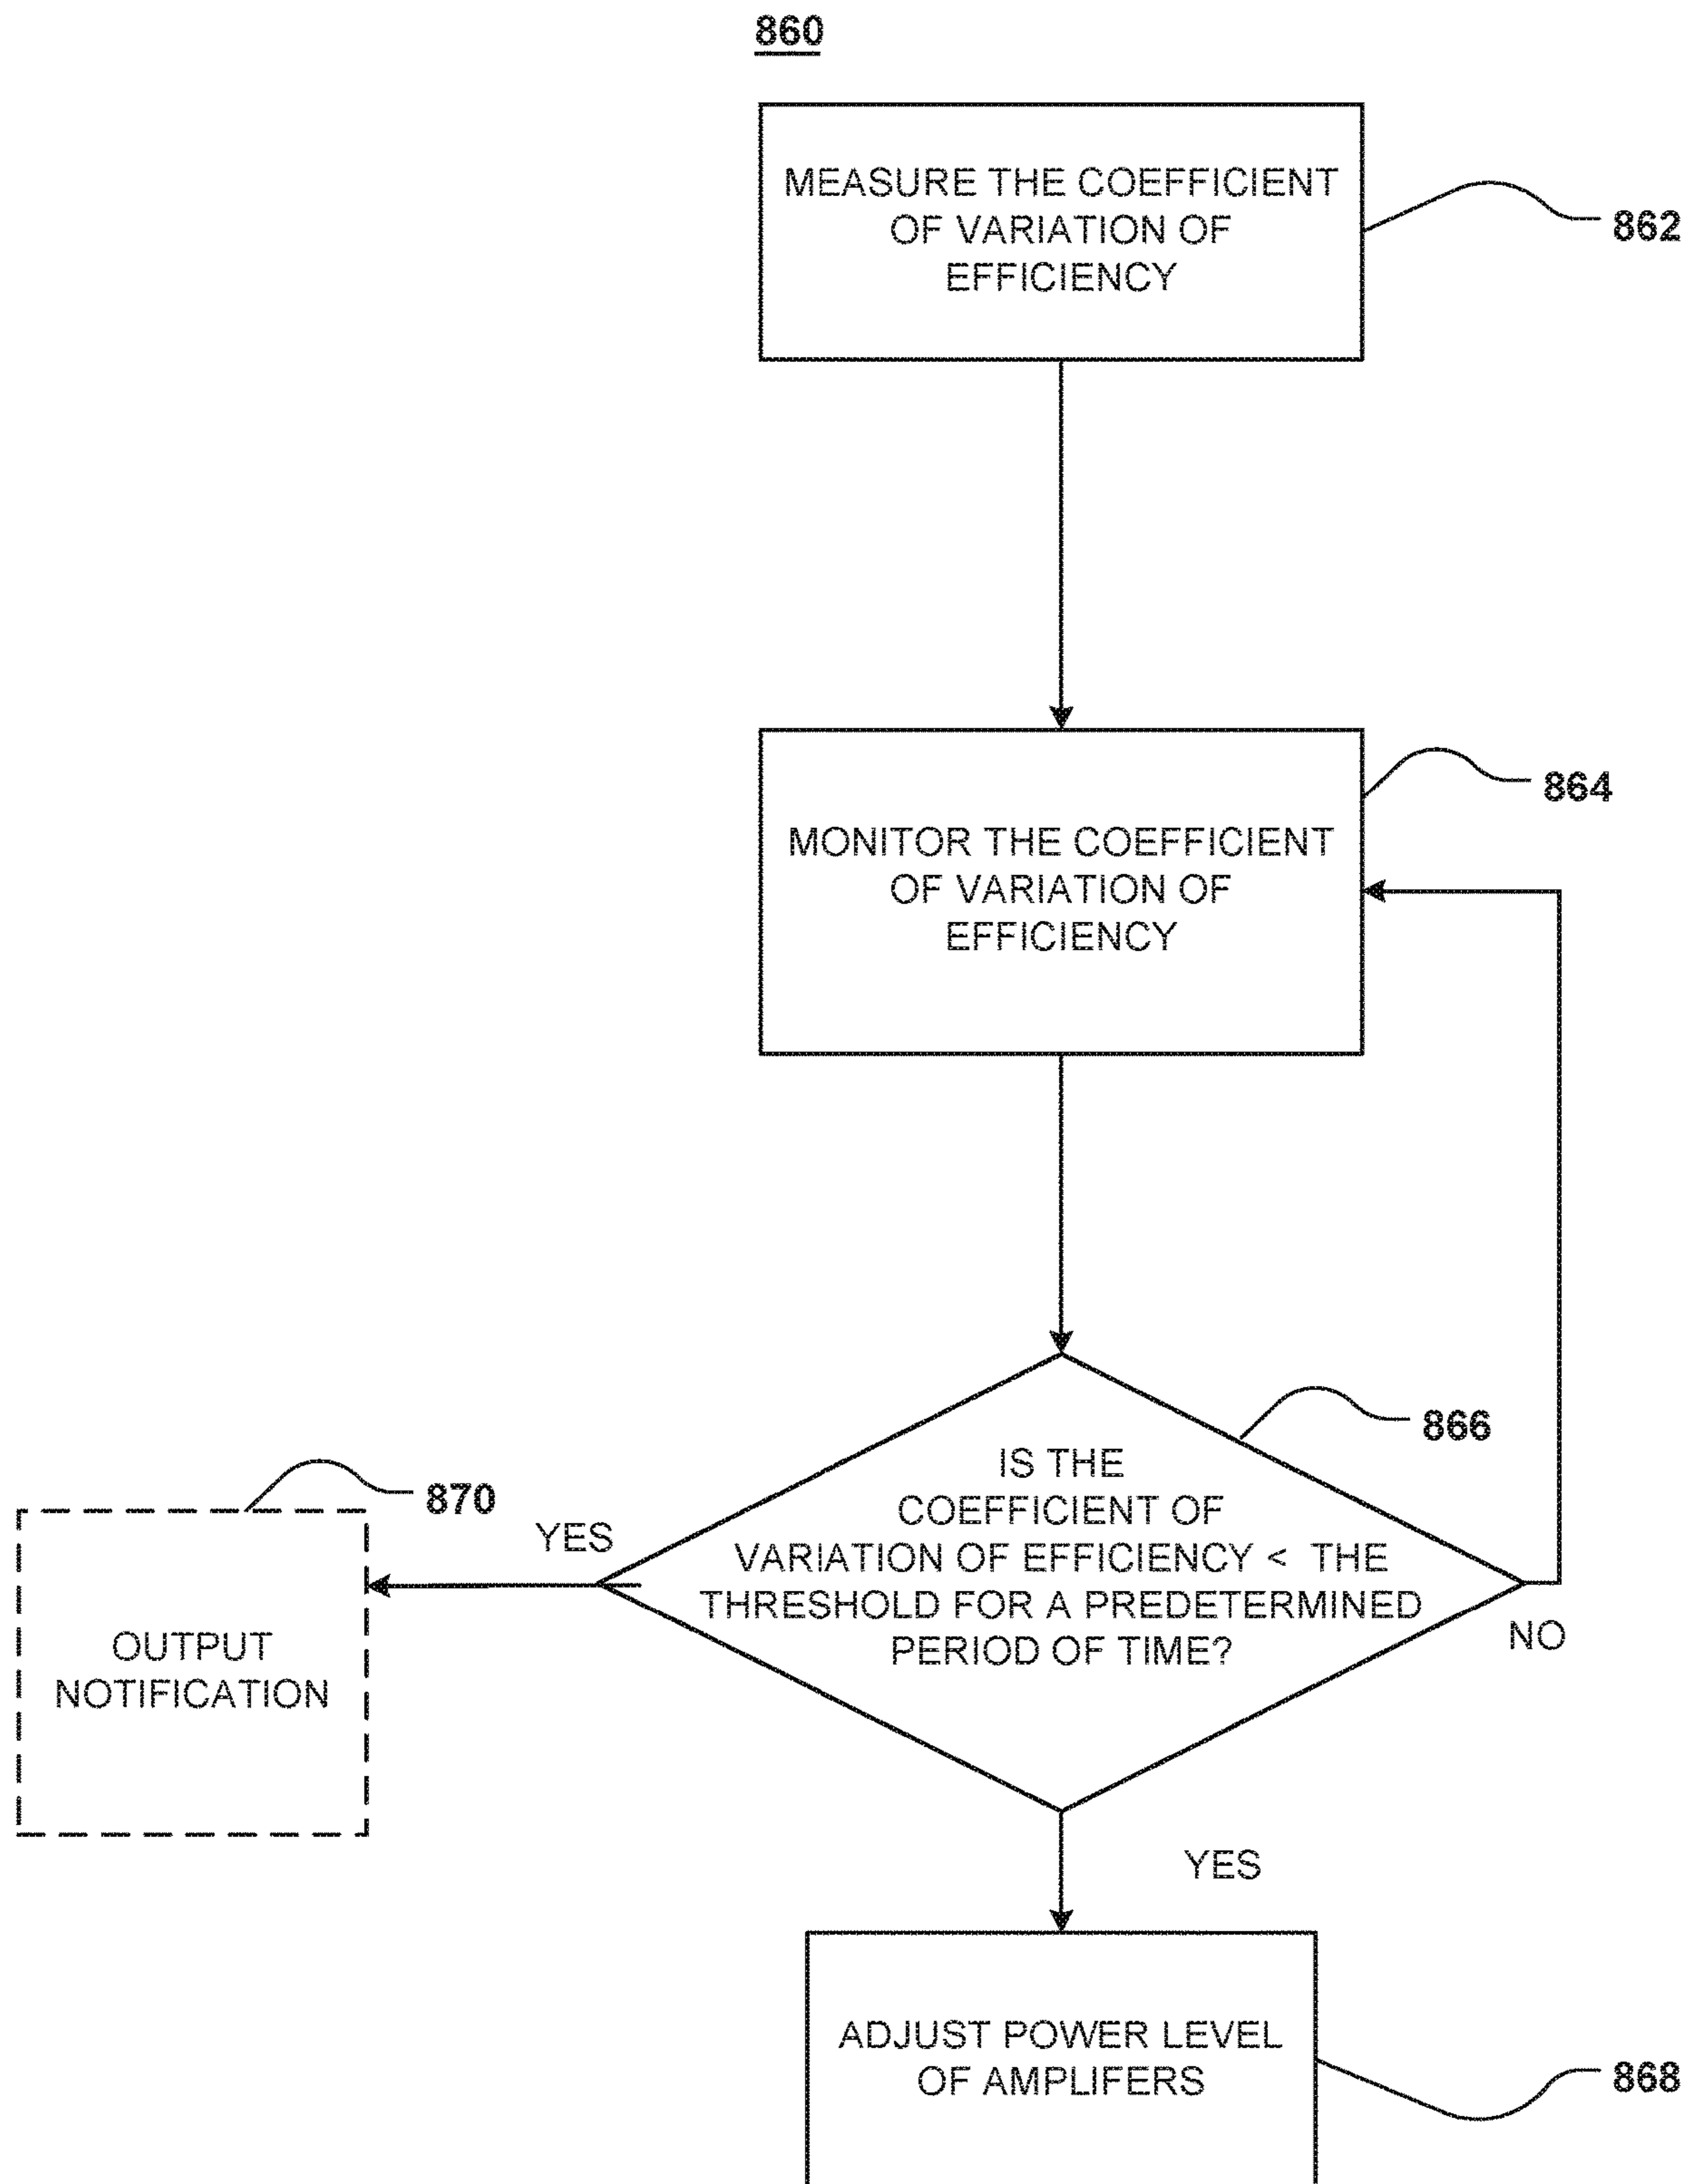 860
MEASURE THE COEFFICIENT
OF VARIATION OF
EFFICIENCY
862
MONITOR THE COEFFICIENT
OF VARIATION OF
EFFICIENCY
864
IS THE
COEFFICIENT OF
VARIATION OF EFFICIENCY < THE
THRESHOLD FOR A PREDETERMINED
PERIOD OF TIME?
866
NO
YES
870
OUTPUT
NOTIFICATION
YES
ADJUST POWER LEVEL
OF AMPLIFERS
868